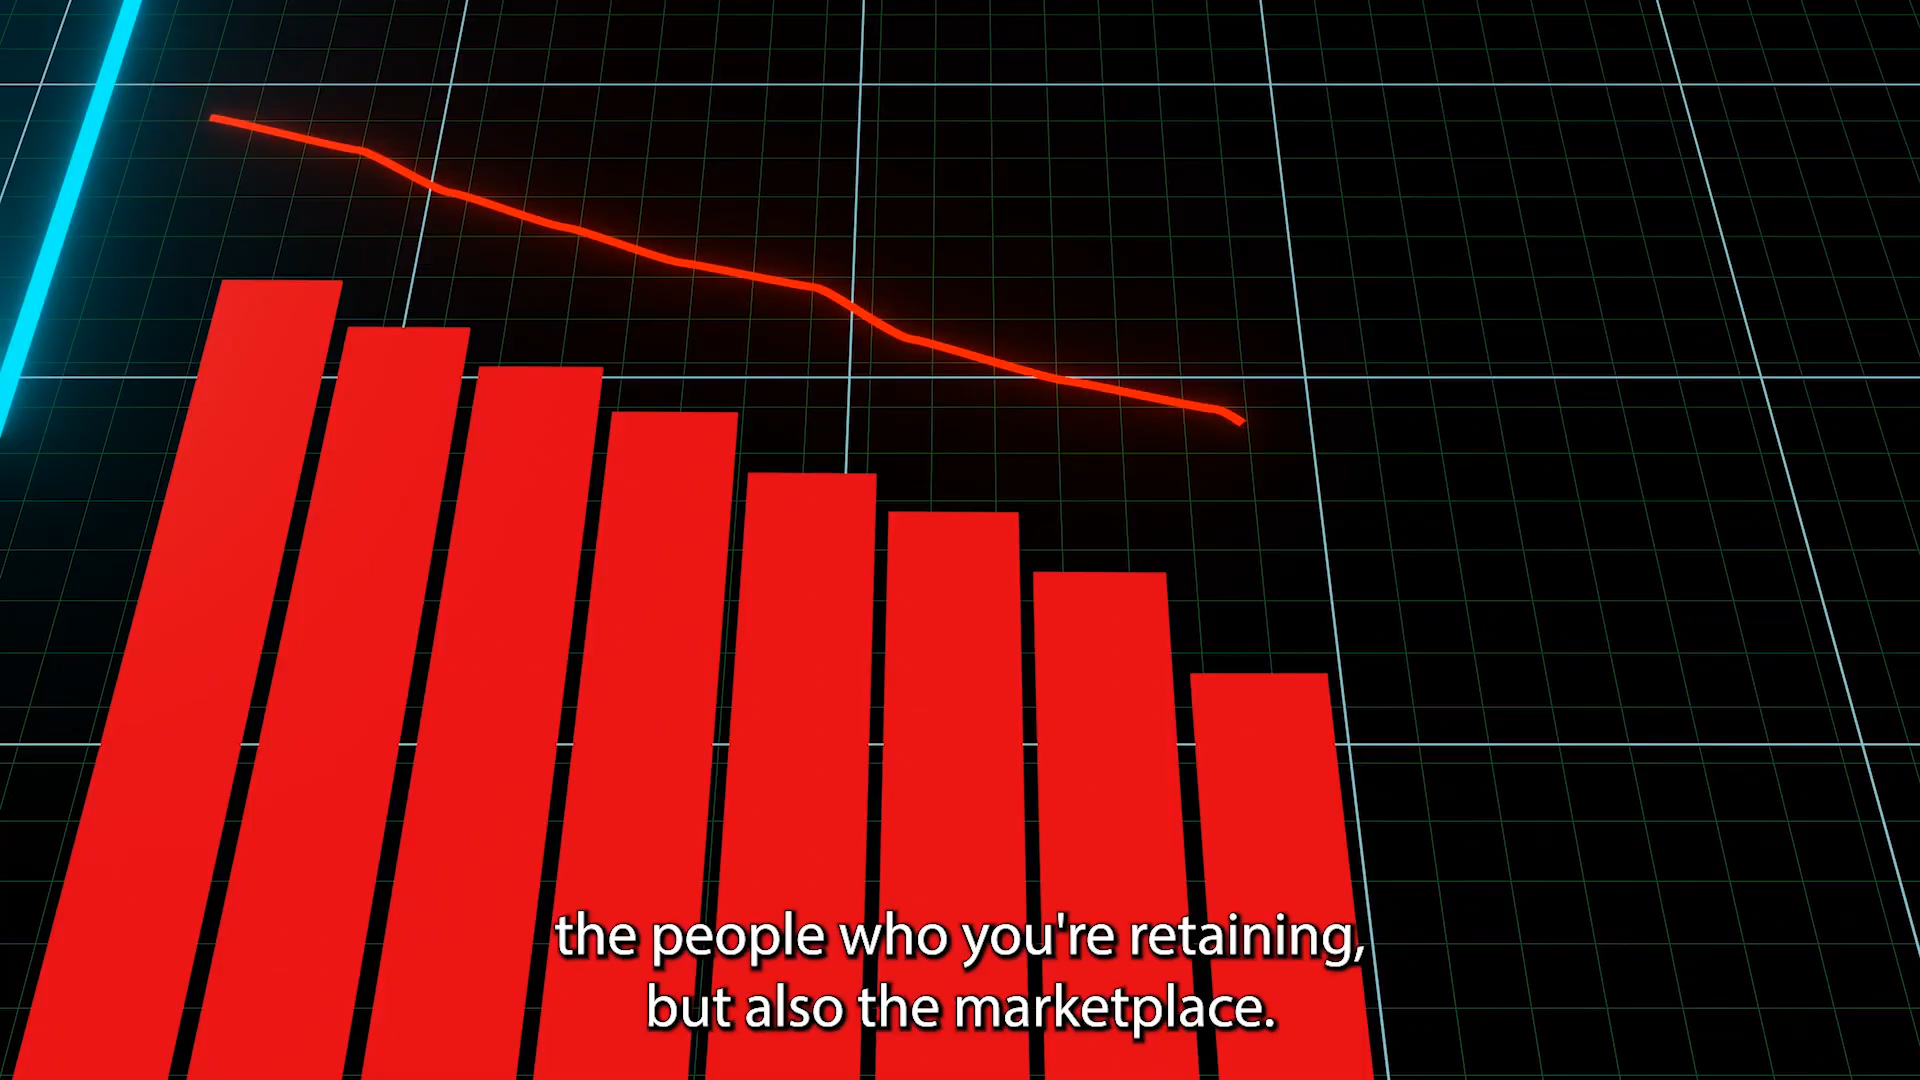 the people who you're retaining,
but also the marketplace.